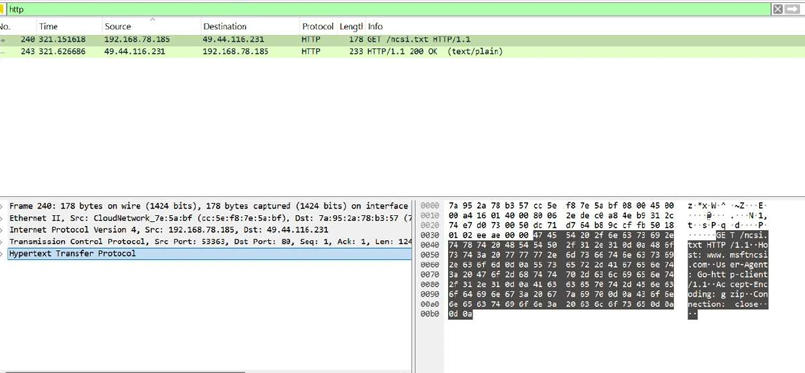 http
No. Time Source Destination Protocol Length Info
240 321.151618 192.168.78.185 49.44.116.231 HTTP 178 GET /ncsi.txt HTTP/1.1
243 321.626686 49.44.116.231 192.168.78.185 HTTP 233 HTTP/1.1 200 OK (text/plain)
Frame 240: 178 bytes on wire (1424 bits), 178 bytes captured (1424 bits) on interface
Ethernet II, Src: CloudNetwork_7e:5a:bf (cc:5e:f8:7e:5a:bf), Dst: 7a:95:2a:78:b3:57 (7
Internet Protocol Version 4, Src: 192.168.78.185, Dst: 49.44.116.231
Transmission Control Protocol, Src Port: 53363, Dst Port: 80, Seq: 1, Ack: 1, Len: 124
Hypertext Transfer Protocol
0000 7a 95 2a 78 b3 57 cc 5e f8 7e 5a bf 08 00 45 00 z·*x·W·^ ·~Z···E·
0010 00 a4 16 01 40 00 80 06 2e de c0 a8 4e b9 31 2c ····@··· .···N·1,
0020 74 e7 d0 73 00 50 dc 71 d7 64 b8 9c cf fb 50 18 t··s·P·q ·d····P·
0030 01 02 ee ae 00 00 47 45 54 20 2f 6e 63 73 69 2e ······GE T /ncsi.
0040 74 78 74 20 48 54 54 50 2f 31 2e 31 0d 0a 48 6f txt HTTP /1.1··Ho
0050 73 74 3a 20 77 77 77 2e 6d 73 66 74 6e 63 73 69 st: www. msftncsi
0060 2e 63 6f 6d 0d 0a 55 73 65 72 2d 41 67 65 6e 74 .com··Us er-Agent
0070 3a 20 47 6f 2d 68 74 74 70 2d 63 6c 69 65 6e 74 : Go-htt p-client
0080 2f 31 2e 31 0d 0a 41 63 63 65 70 74 2d 45 6e 63 /1.1··Ac cept-Enc
0090 6f 64 69 6e 67 3a 20 67 7a 69 70 0d 0a 43 6f 6e oding: g zip··Con
00a0 6e 65 63 74 69 6f 6e 3a 20 63 6c 6f 73 65 0d 0a nection: close··
00b0 0d 0a ··